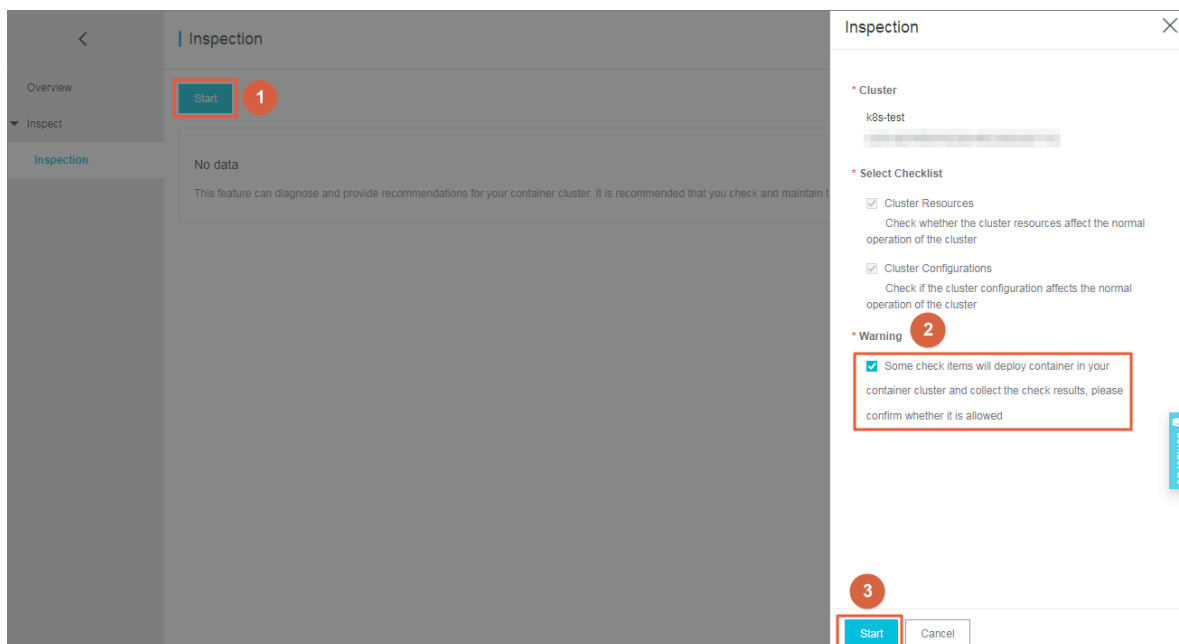 Inspection
Overview
Inspect
Inspection
Start
1
No data
This feature can diagnose and provide recommendations for your container cluster. It is recommended that you check and maintain t
Inspection
* Cluster
k8s-test
* Select Checklist
Cluster Resources
Check whether the cluster resources affect the normal
operation of the cluster
Cluster Configurations
Check if the cluster configuration affects the normal
operation of the cluster
* Warning
2
Some check items will deploy container in your
container cluster and collect the check results, please
confirm whether it is allowed
3
Start
Cancel